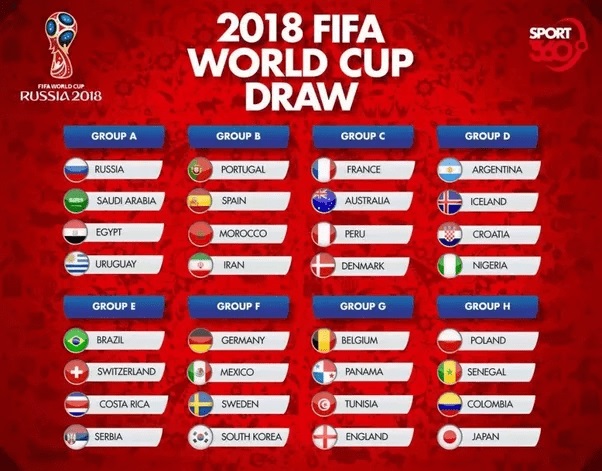 2018 FIFA
WORLD CUP
DRAW
FIFA WORLD CUP
RUSSIA 2018
SPORT
360°
GROUP A
RUSSIA
SAUDI ARABIA
EGYPT
URUGUAY
GROUP B
PORTUGAL
SPAIN
MOROCCO
IRAN
GROUP C
FRANCE
AUSTRALIA
PERU
DENMARK
GROUP D
ARGENTINA
ICELAND
CROATIA
NIGERIA
GROUP E
BRAZIL
SWITZERLAND
COSTA RICA
SERBIA
GROUP F
GERMANY
MEXICO
SWEDEN
SOUTH KOREA
GROUP G
BELGIUM
PANAMA
TUNISIA
ENGLAND
GROUP H
POLAND
SENEGAL
COLOMBIA
JAPAN